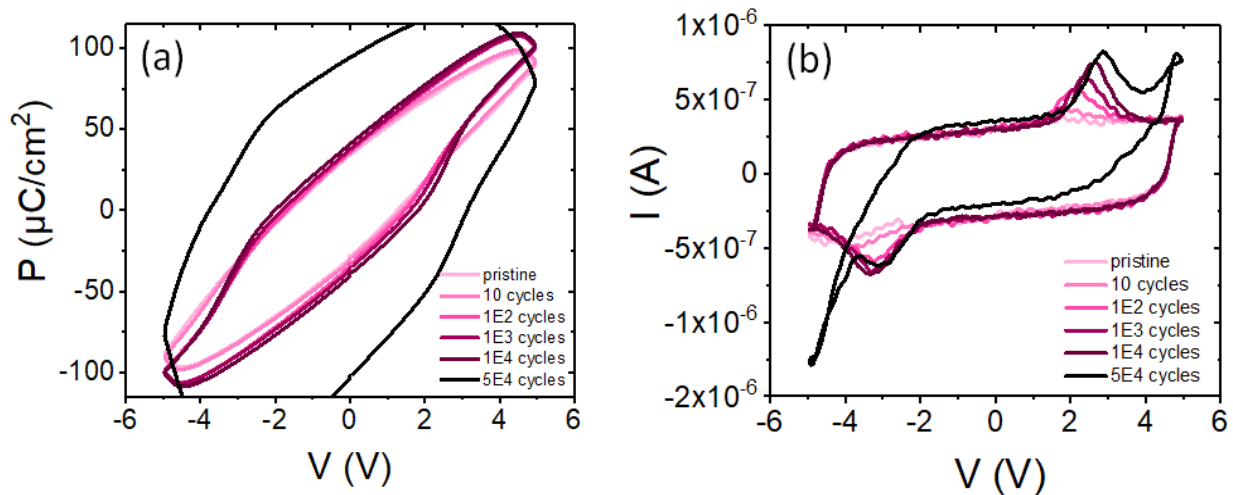 (a)
P (μC/cm²)
100
50
0
-50
-100
pristine
10 cycles
1E2 cycles
1E3 cycles
1E4 cycles
5E4 cycles
-6 -4 -2 0 2 4 6
V (V)
(b)
I (A)
1x10⁻⁶
5x10⁻⁷
0
-5x10⁻⁷
-1x10⁻⁶
-2x10⁻⁶
pristine
10 cycles
1E2 cycles
1E3 cycles
1E4 cycles
5E4 cycles
-6 -4 -2 0 2 4 6
V (V)